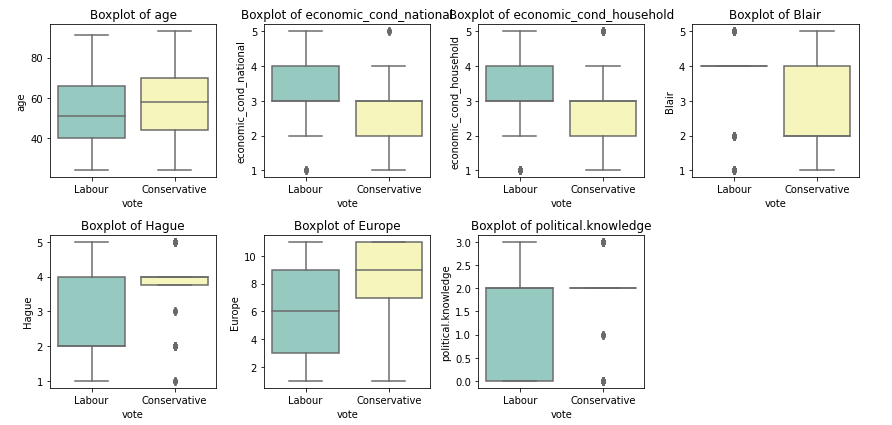 Boxplot of age
80
60
40
age
Labour
Conservative
vote
Boxplot of economic_cond_national
5
4
3
2
1
economic_cond_national
Labour
Conservative
vote
Boxplot of economic_cond_household
5
4
3
2
1
economic_cond_household
Labour
Conservative
vote
Boxplot of Blair
5
4
3
2
1
Blair
Labour
Conservative
vote
Boxplot of Hague
5
4
3
2
1
Hague
Labour
Conservative
vote
Boxplot of Europe
10
8
6
4
2
Europe
Labour
Conservative
vote
Boxplot of political.knowledge
3.0
2.5
2.0
1.5
1.0
0.5
0.0
political.knowledge
Labour
Conservative
vote